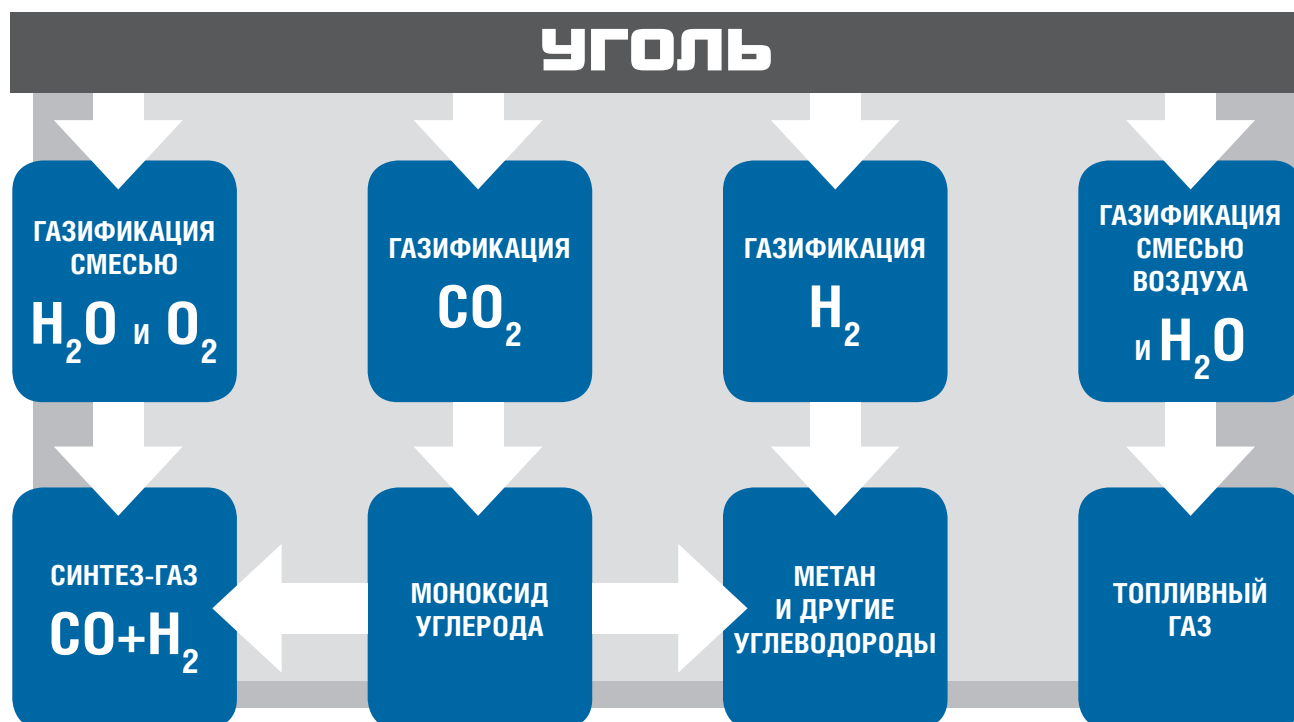 УГОЛЬ
ГАЗИФИКАЦИЯ
СМЕСЬЮ
H₂O И O₂
ГАЗИФИКАЦИЯ
CO₂
ГАЗИФИКАЦИЯ
H₂
ГАЗИФИКАЦИЯ
СМЕСЬЮ
ВОЗДУХА
И H₂O
СИНТЕЗ-ГАЗ
CO+H₂
МОНОКСИД
УГЛЕРОДА
МЕТАН
И ДРУГИЕ
УГЛЕВОДОРОДЫ
ТОПЛИВНЫЙ
ГАЗ